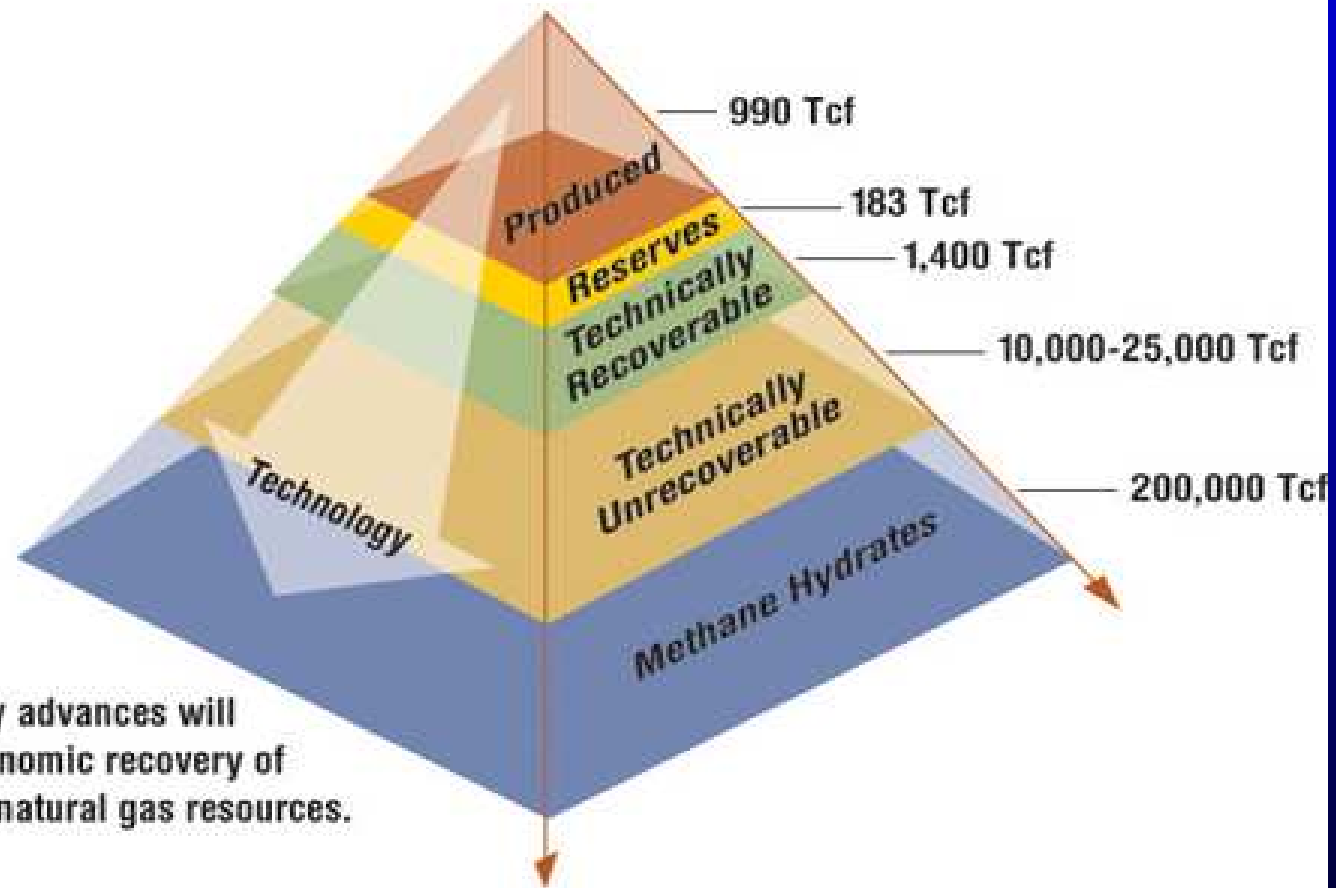 990 Tcf
Produced
183 Tcf
Reserves
1,400 Tcf
Technically
Recoverable
10,000-25,000 Tcf
Technically
Unrecoverable
200,000 Tcf
Technology
Methane Hydrates
y advances will
nomic recovery of
natural gas resources.